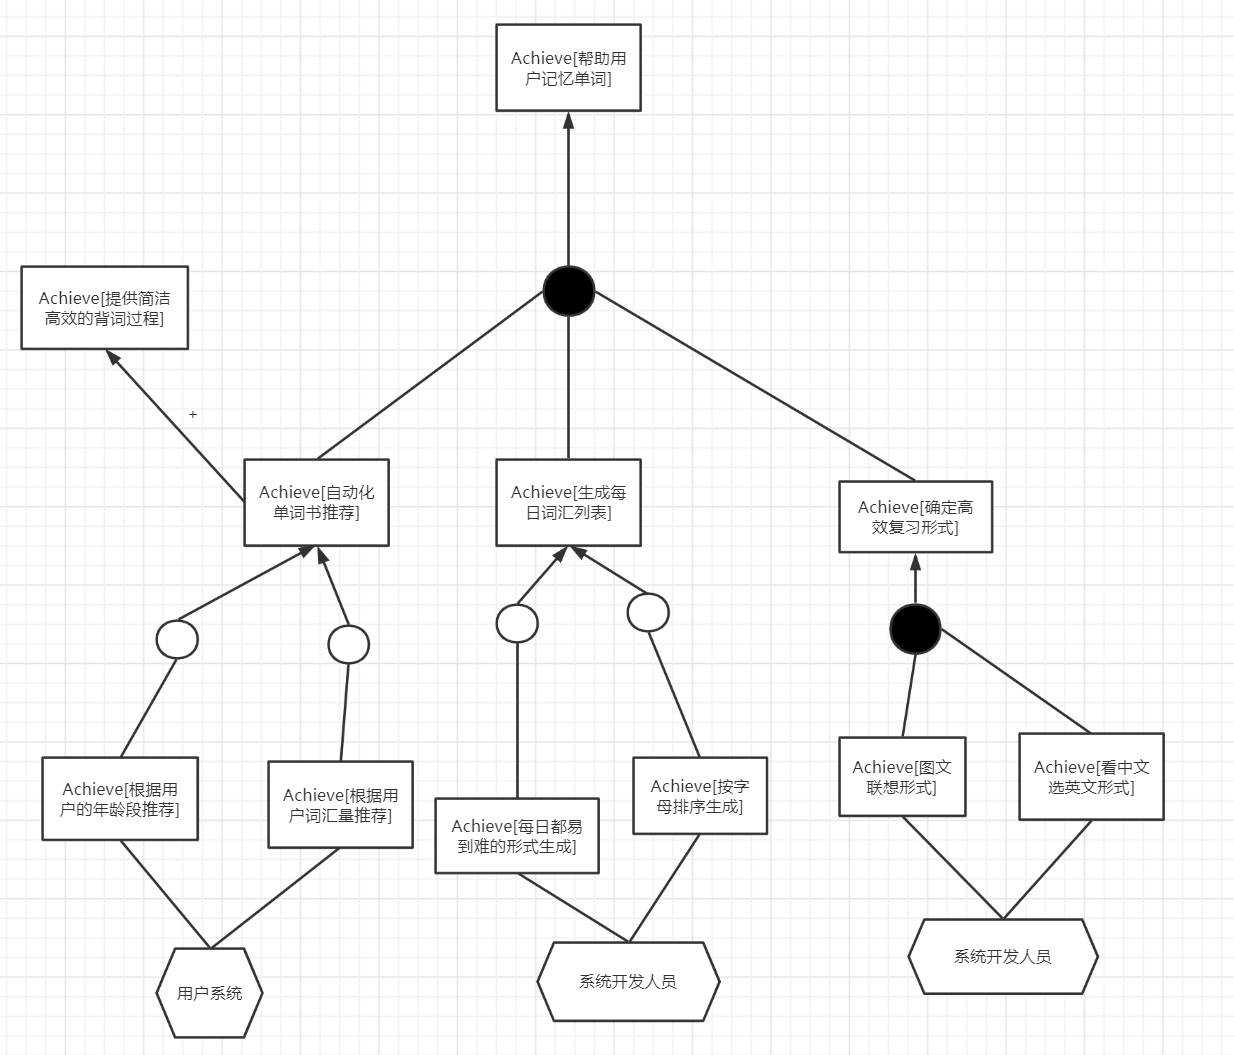 Achieve[帮助用
户记忆单词]
Achieve[提供简洁
高效的背词过程]
+
Achieve[自动化
单词书推荐]
Achieve[生成每
日词汇列表]
Achieve[确定高
效复习形式]
Achieve[根据用
户的年龄段推荐]
Achieve[根据用
户词汇量推荐]
Achieve[每日都易
到难的形式生成]
Achieve[按字
母排序生成]
Achieve[图文
联想形式]
Achieve[看中文
选英文形式]
用户系统
系统开发人员
系统开发人员